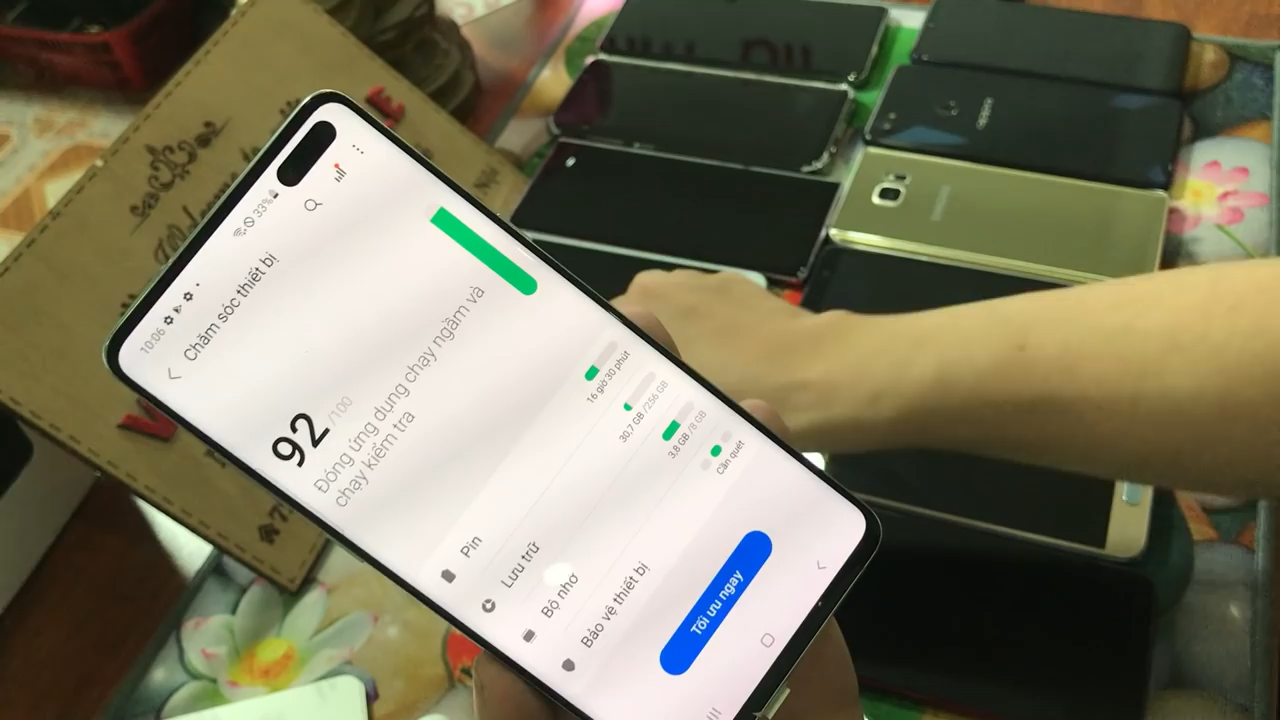 10:06
33%
Chăm sóc thiết bị
92 /100
Đóng ứng dụng chạy ngầm và
chạy kiểm tra
Pin
16 giờ 30 phút
Lưu trữ
30,7 GB /256 GB
Bộ nhớ
3,8 GB /8 GB
Bảo vệ thiết bị
Cần quét
Tối ưu ngay
oppo
SAMSUNG